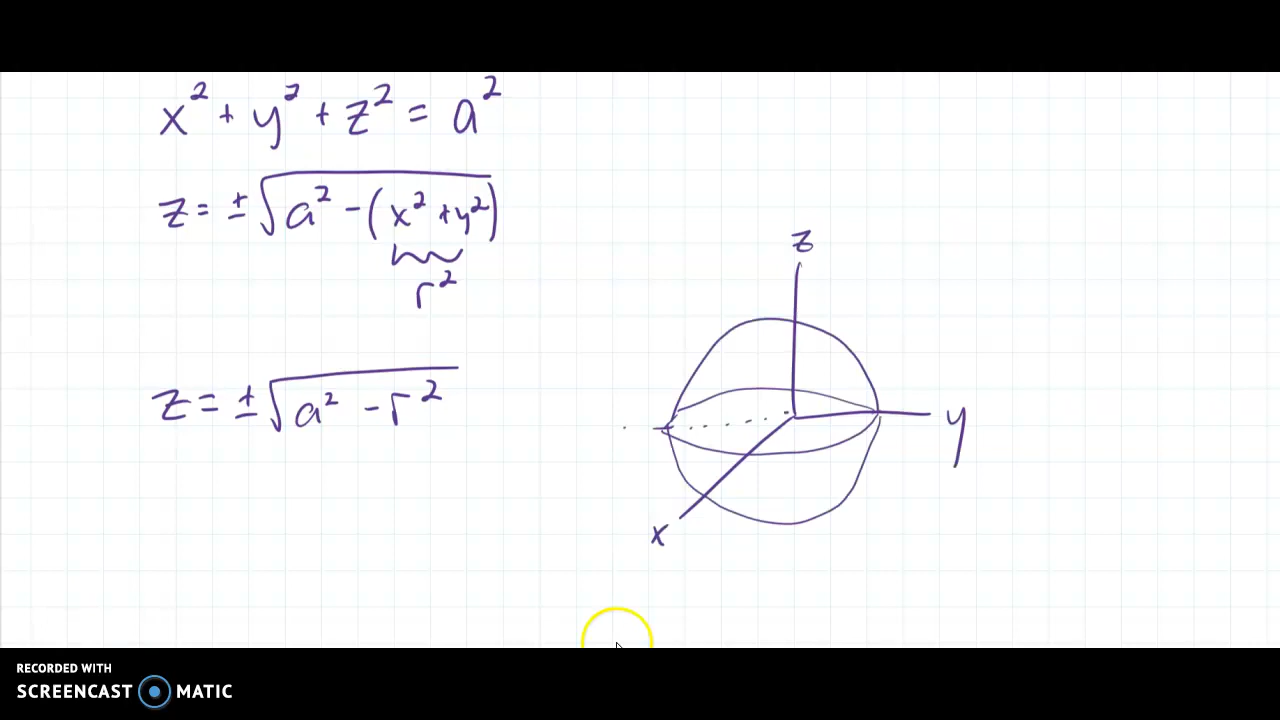 x² + y² + z² = a²
z = ±√(a² - (x² + y²))
r²
z = ±√(a² - r²)
z
y
x
RECORDED WITH
SCREENCAST MATIC